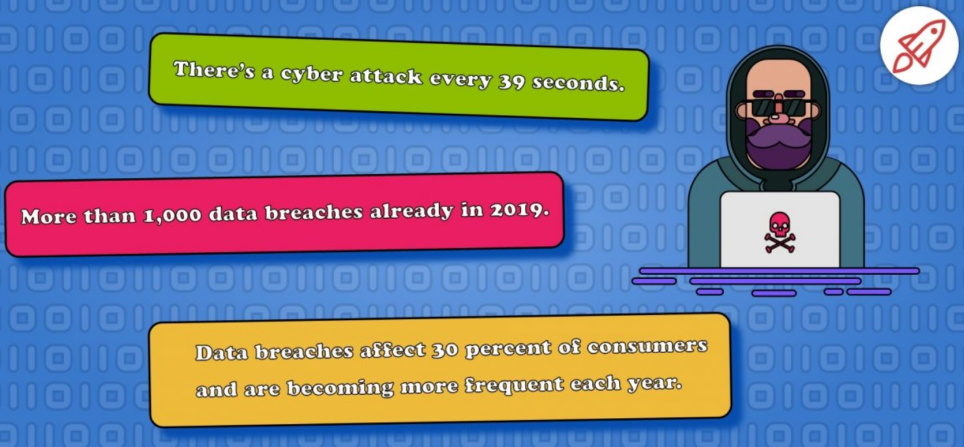 There's a cyber attack every 39 seconds.
More than 1,000 data breaches already in 2019.
Data breaches affect 30 percent of consumers
and are becoming more frequent each year.